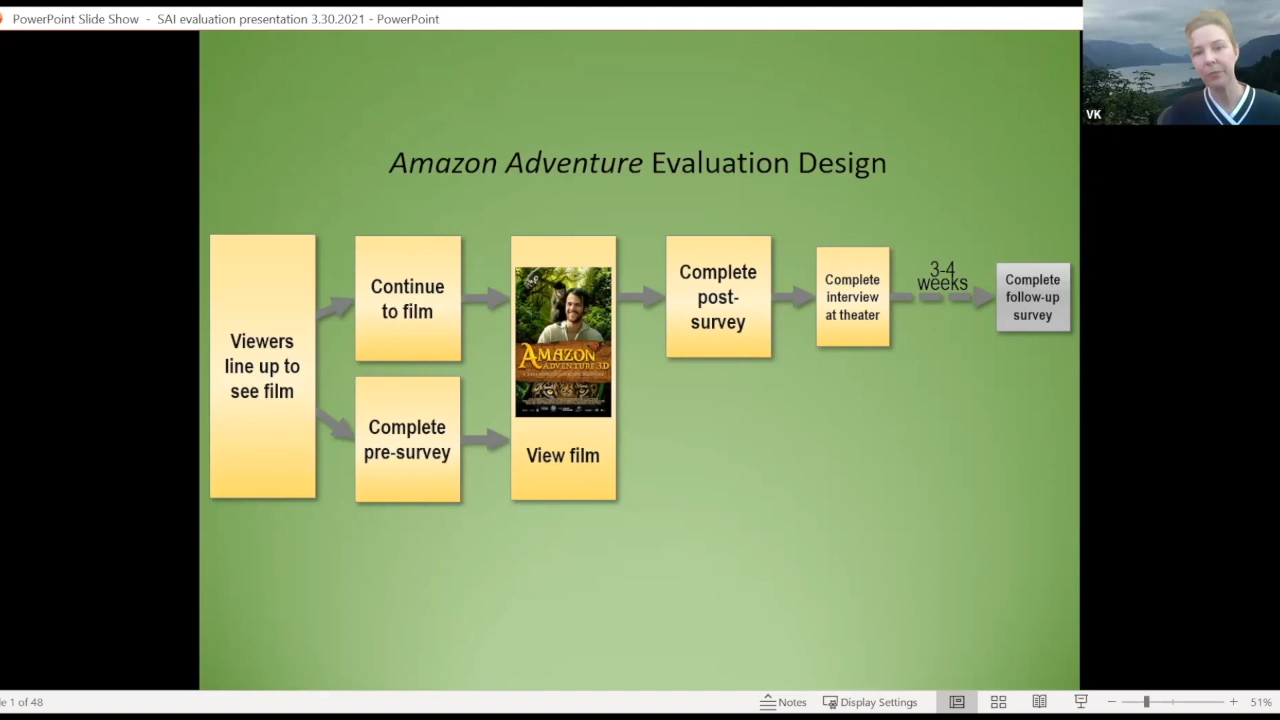 PowerPoint Slide Show - SAI evaluation presentation 3.30.2021 - PowerPoint
VK
Amazon Adventure Evaluation Design
Viewers
line up to
see film
Continue
to film
Complete
pre-survey
AMAZON
ADVENTURE 3D
View film
Complete
post-
survey
Complete
interview
at theater
3-4
weeks
Complete
follow-up
survey
1 of 48
Notes
Display Settings
51%